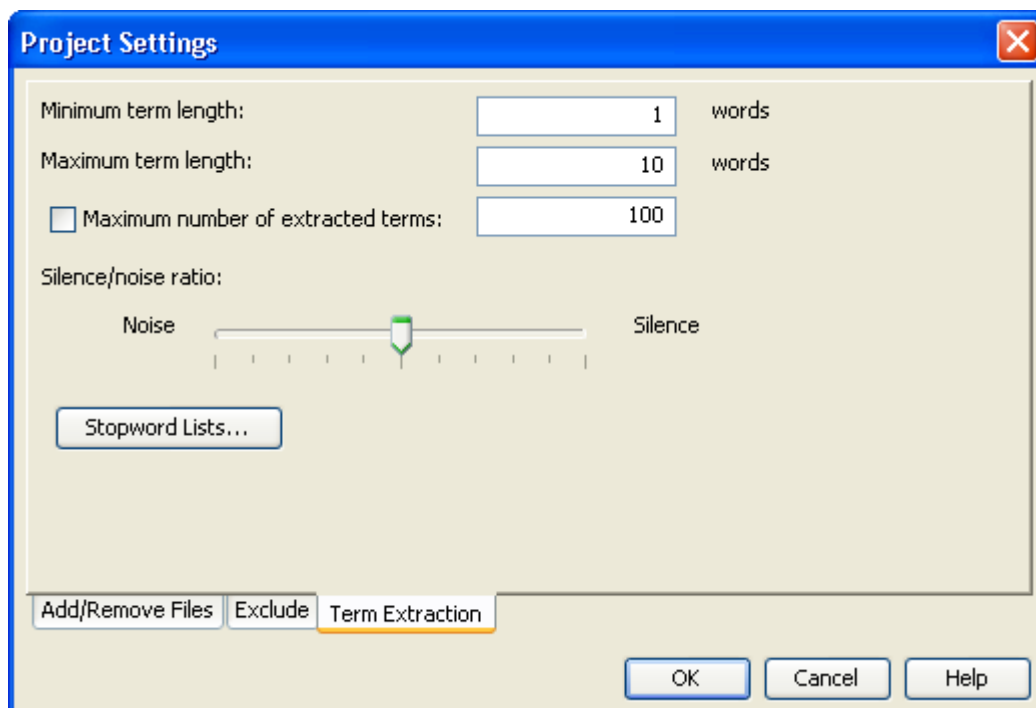 Project Settings
Minimum term length: 1 words
Maximum term length: 10 words
Maximum number of extracted terms: 100
Silence/noise ratio:
Noise Silence
Stopword Lists...
Add/Remove Files Exclude Term Extraction
OK Cancel Help